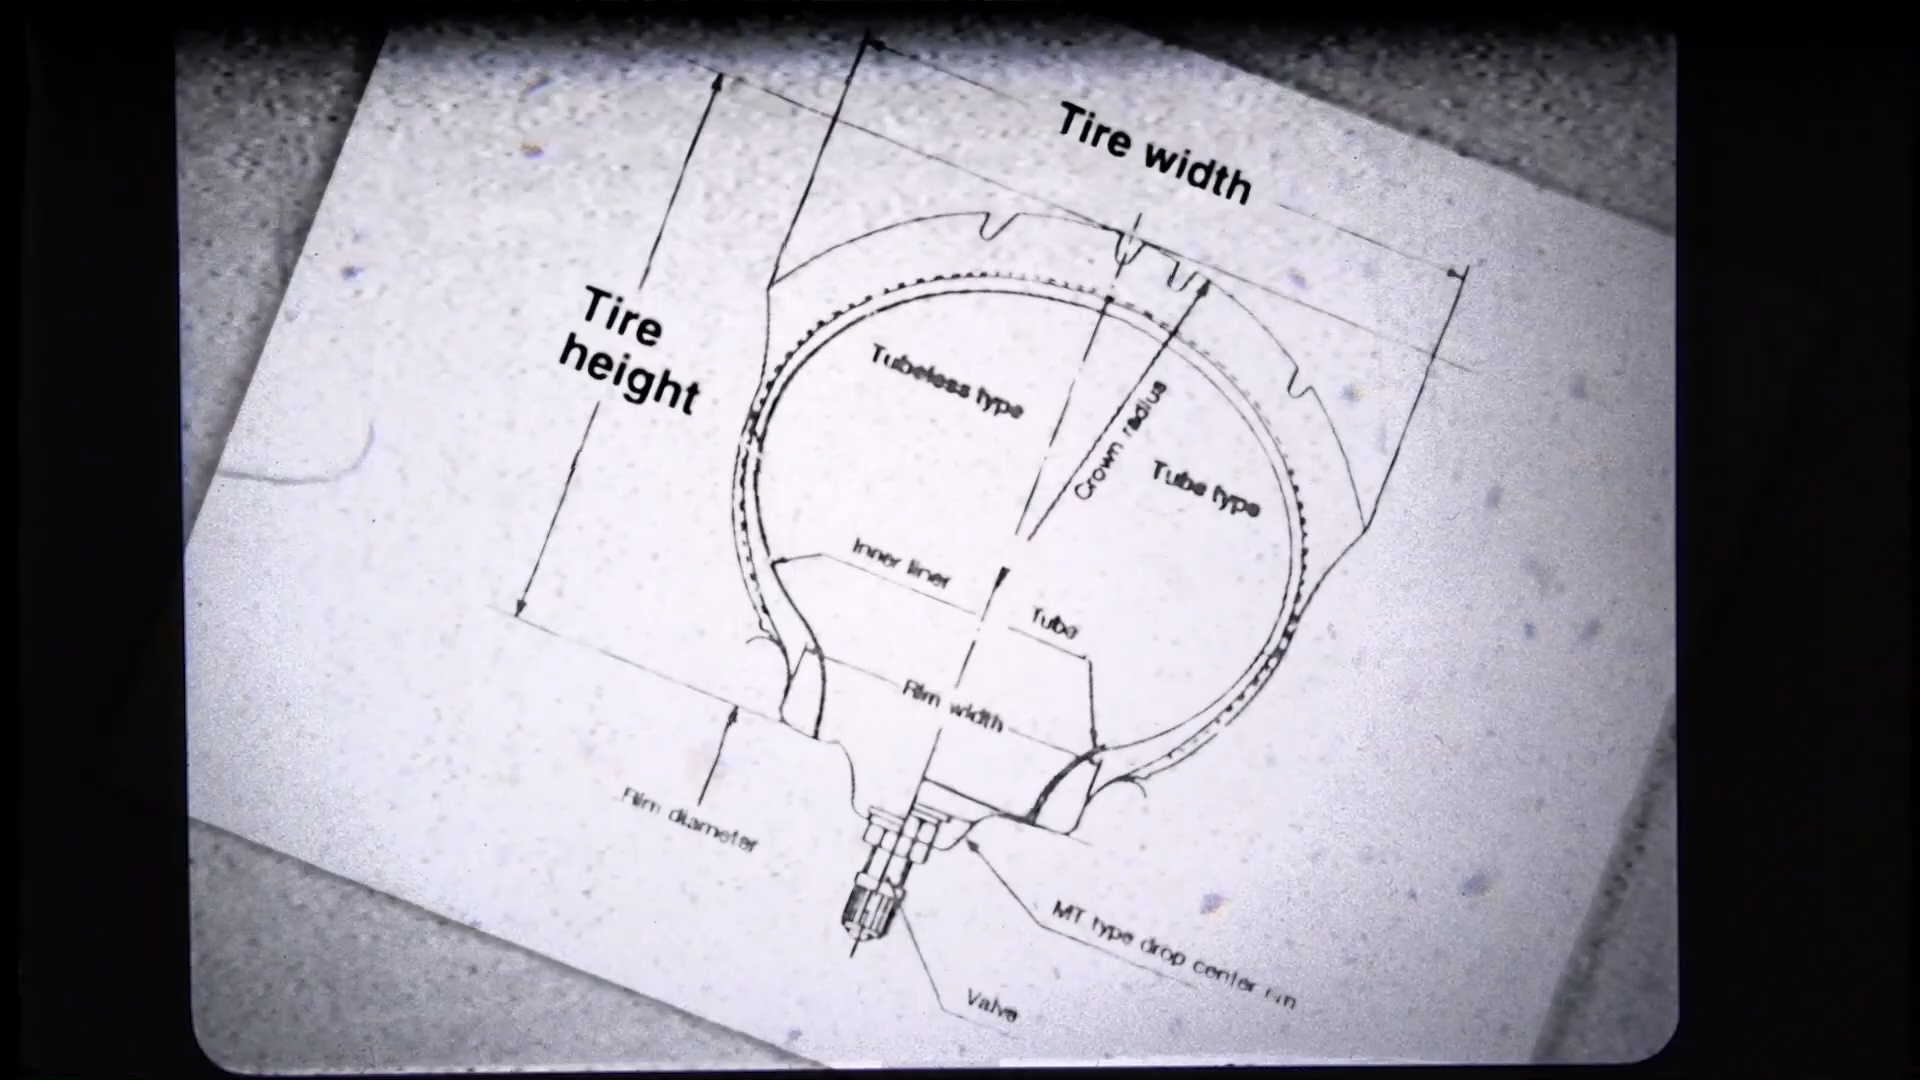 Tire width
Tire
height
Tubeless type
Crown radius
Tube type
Inner liner
Tube
Rim width
Rim diameter
MT type drop center rim
Valve